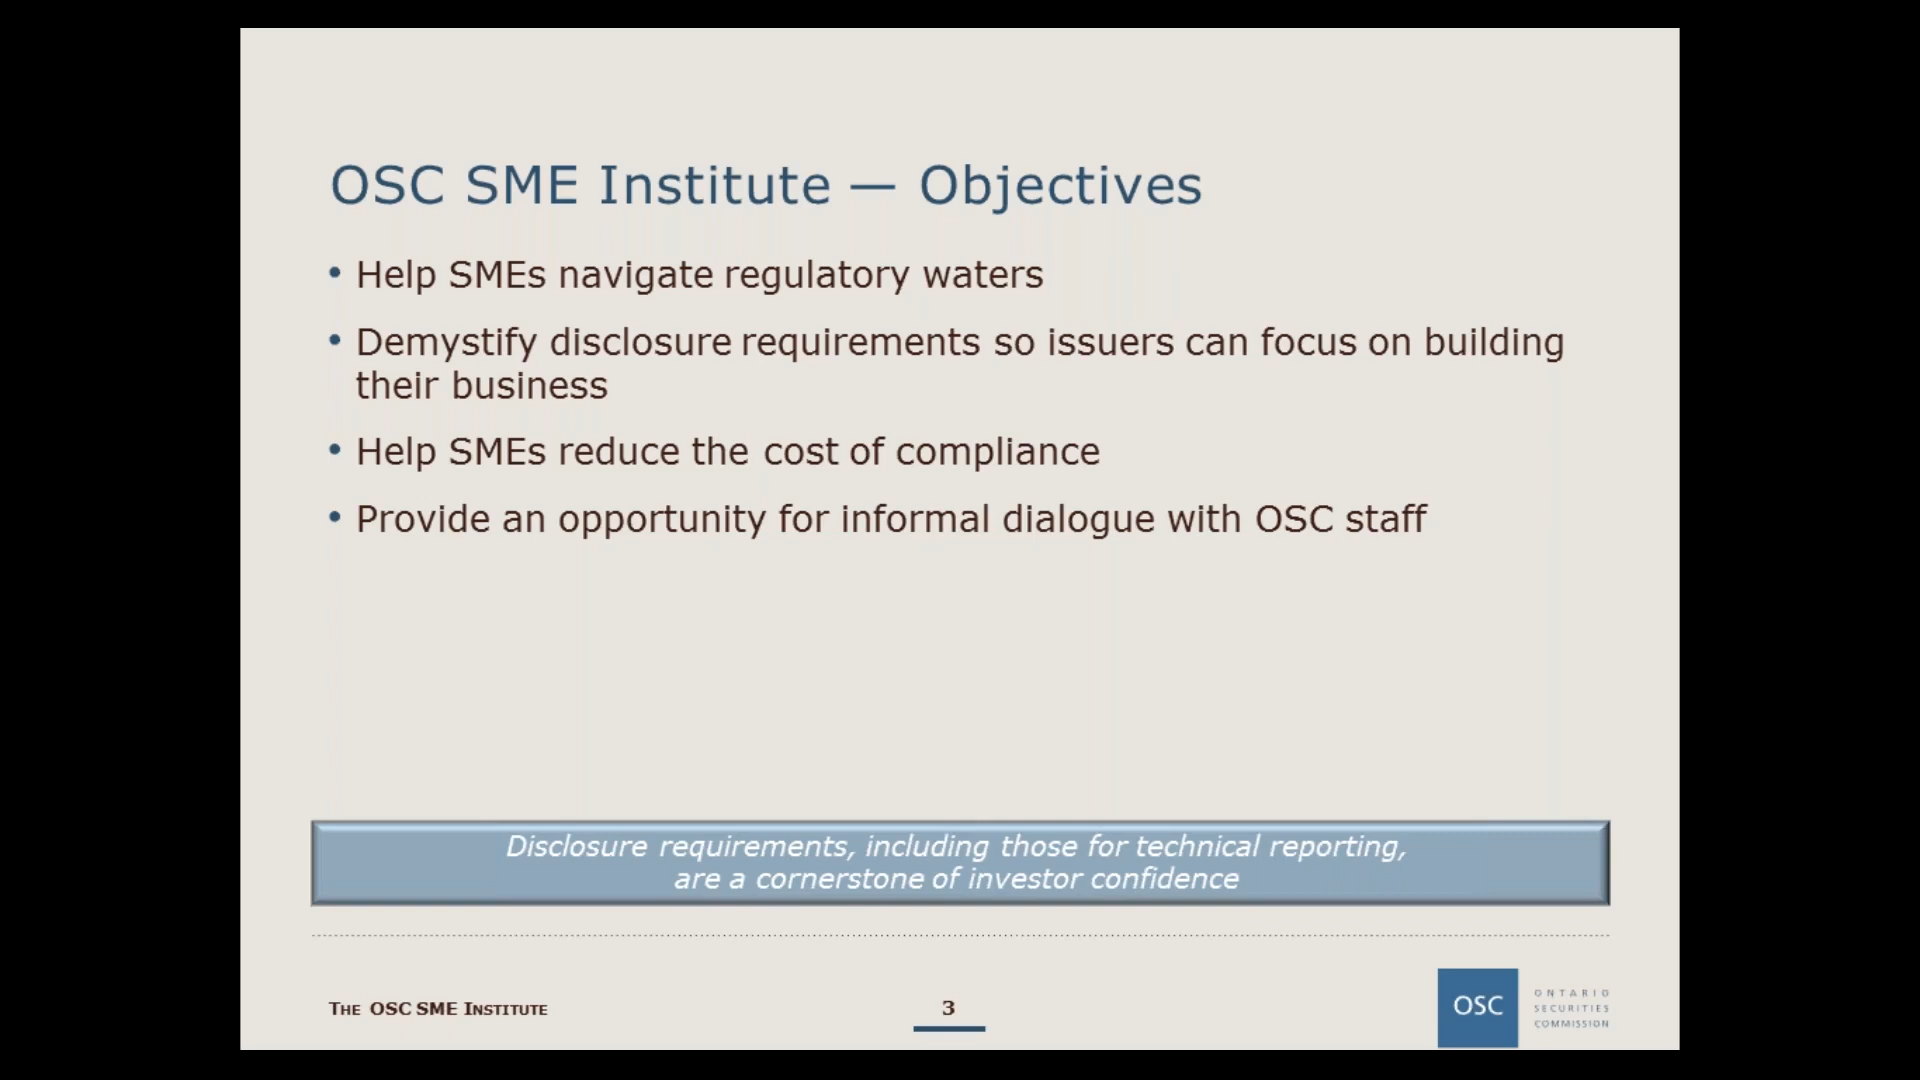 OSC SME Institute — Objectives
• Help SMEs navigate regulatory waters
• Demystify disclosure requirements so issuers can focus on building
their business
• Help SMEs reduce the cost of compliance
• Provide an opportunity for informal dialogue with OSC staff
Disclosure requirements, including those for technical reporting,
are a cornerstone of investor confidence
THE OSC SME INSTITUTE
3
OSC
ONTARIO
SECURITIES
COMMISSION